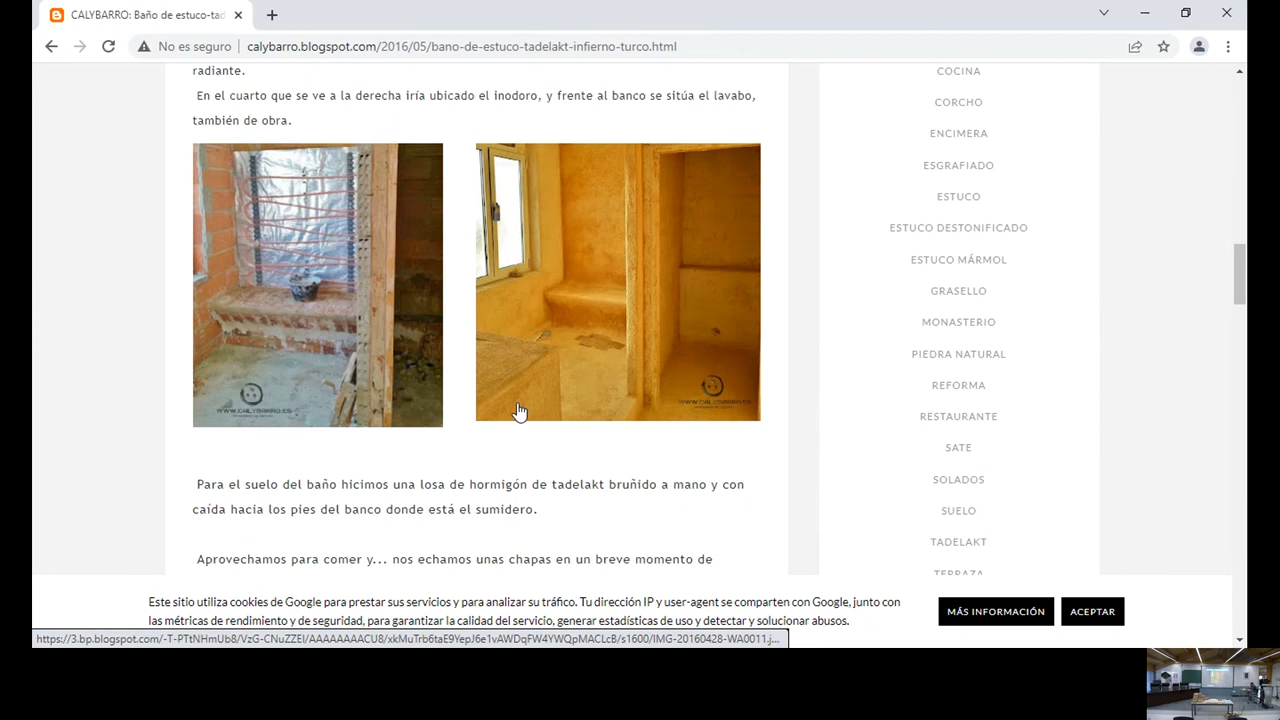 CALYBARRO: Baño de estuco-tad
No es seguro
calybarro.blogspot.com/2016/05/bano-de-estuco-tadelakt-infierno-turco.html
radiante.
En el cuarto que se ve a la derecha iría ubicado el inodoro, y frente al banco se sitúa el lavabo,
también de obra.
WWW.CALYBARRO.ES
WWW.CALYBARRO.ES
Para el suelo del baño hicimos una losa de hormigón de tadelakt bruñido a mano y con
caída hacia los pies del banco donde está el sumidero.
Aprovechamos para comer y... nos echamos unas chapas en un breve momento de
COCINA
CORCHO
ENCIMERA
ESGRAFIADO
ESTUCO
ESTUCO DESTONIFICADO
ESTUCO MÁRMOL
GRASELLO
MONASTERIO
PIEDRA NATURAL
REFORMA
RESTAURANTE
SATE
SOLADOS
SUELO
TADELAKT
TERRAZA
Este sitio utiliza cookies de Google para prestar sus servicios y para analizar su tráfico. Tu dirección IP y user-agent se comparten con Google, junto con
las métricas de rendimiento y de seguridad, para garantizar la calidad del servicio, generar estadísticas de uso y detectar y solucionar abusos.
MÁS INFORMACIÓN
ACEPTAR
https://3.bp.blogspot.com/-T-PTtNHmUb8/VzG-CNuZZEI/AAAAAAAACU8/xkMuTrb6taE9YepJ6e1vAWDqFW4YWQpMACLcB/s1600/IMG-20160428-WA0011.j...